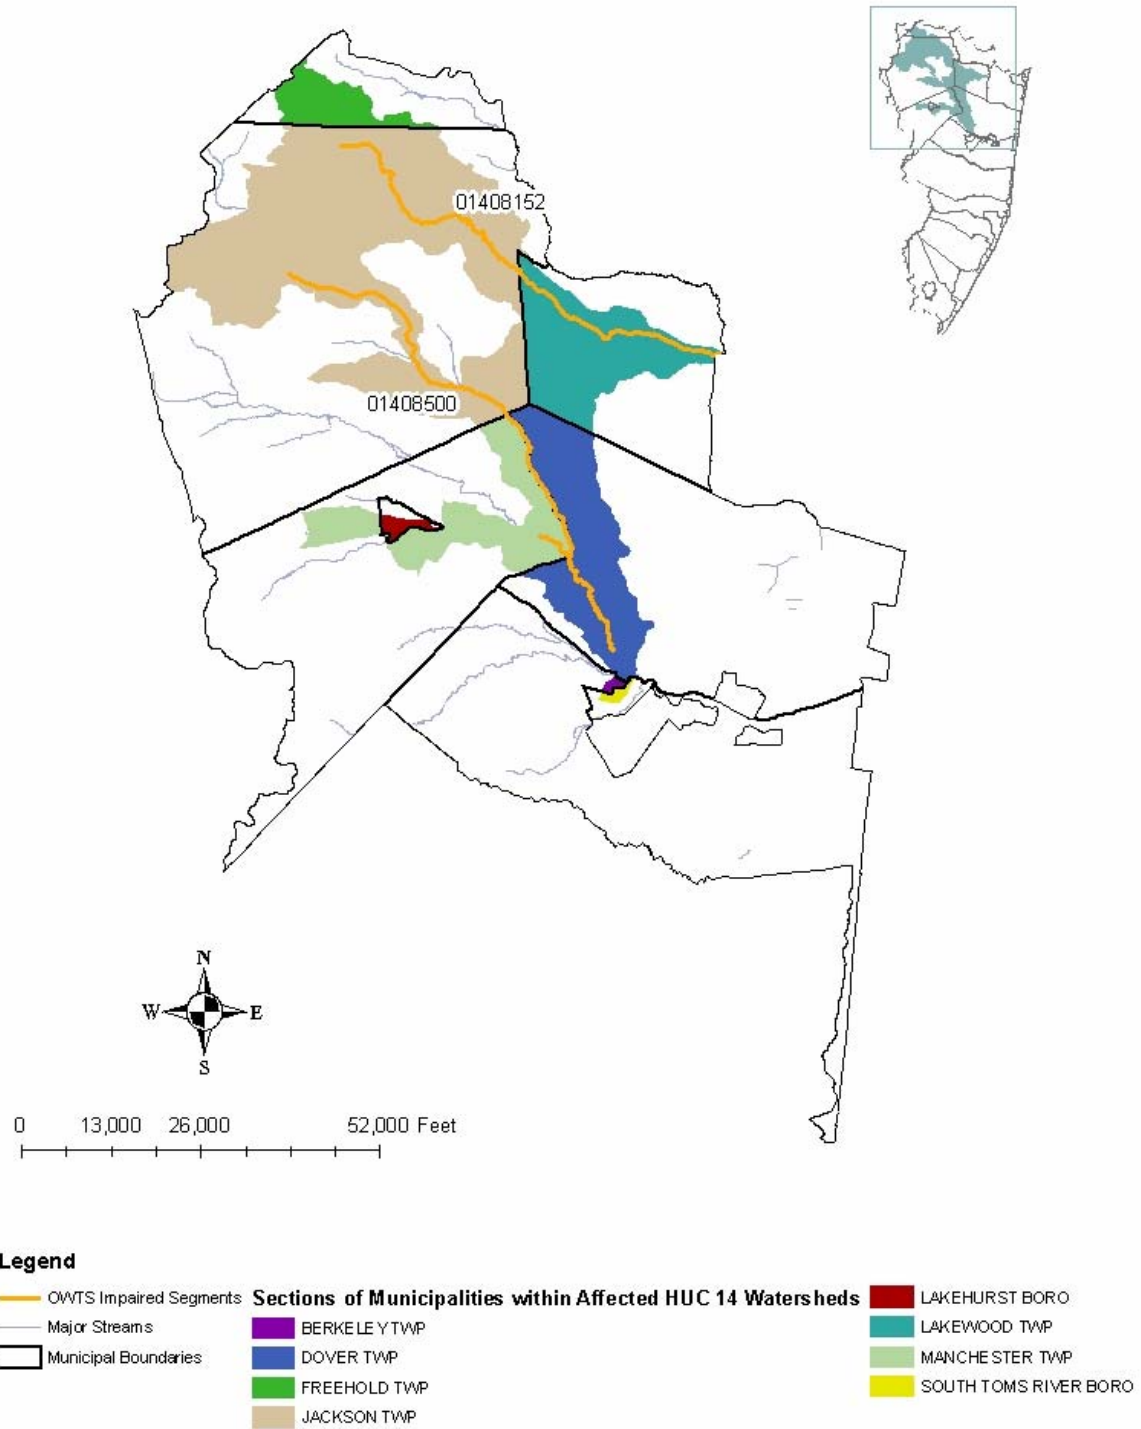 01408152
01408500
N
W E
S
0 13,000 26,000 52,000 Feet
Legend
OWTS Impaired Segments
Major Streams
Municipal Boundaries
Sections of Municipalities within Affected HUC 14 Watersheds
BERKELEY TWP
DOVER TWP
FREEHOLD TWP
JACKSON TWP
LAKEHURST BORO
LAKEWOOD TWP
MANCHESTER TWP
SOUTH TOMS RIVER BORO